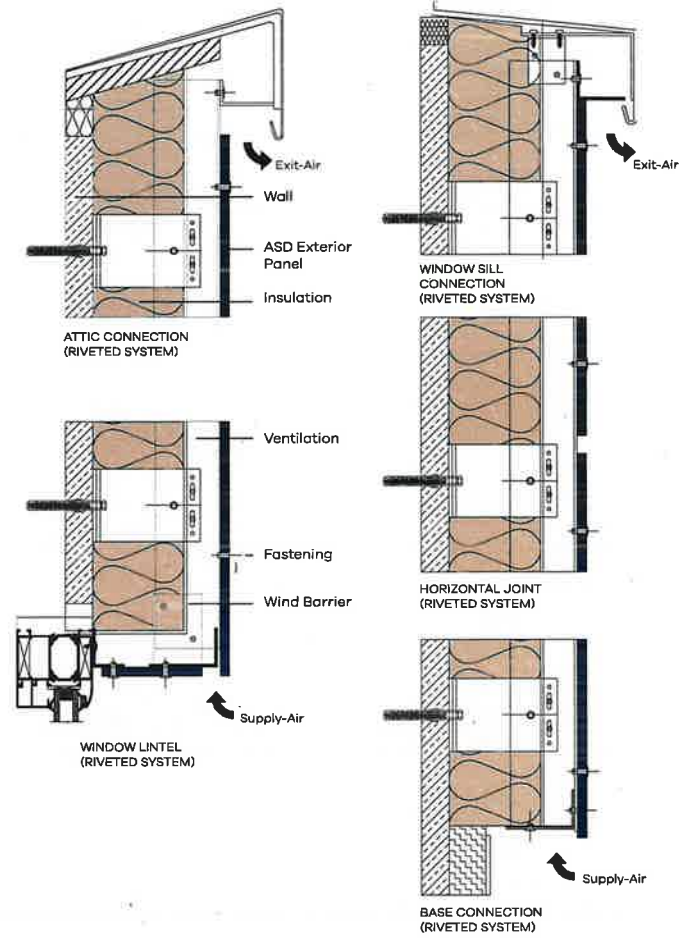 Exit-Air
Wall
ASD Exterior
Panel
Insulation
ATTIC CONNECTION
(RIVETED SYSTEM)
Exit-Air
WINDOW SILL
CONNECTION
(RIVETED SYSTEM)
Ventilation
Fastening
Wind Barrier
Supply-Air
WINDOW LINTEL
(RIVETED SYSTEM)
HORIZONTAL JOINT
(RIVETED SYSTEM)
Supply-Air
BASE CONNECTION
(RIVETED SYSTEM)